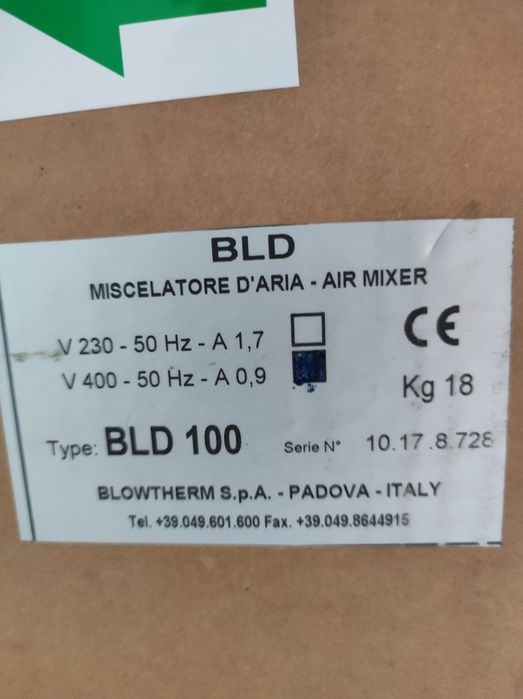 BLD
MISCELATORE D'ARIA - AIR MIXER
V 230 - 50 Hz - A 1,7
V 400 - 50 Hz - A 0,9
CE
Kg 18
Type: BLD 100 Serie N° 10.17.8.728
BLOWTHERM S.p.A. - PADOVA - ITALY
Tel. +39.049.601.600 Fax. +39.049.8644915